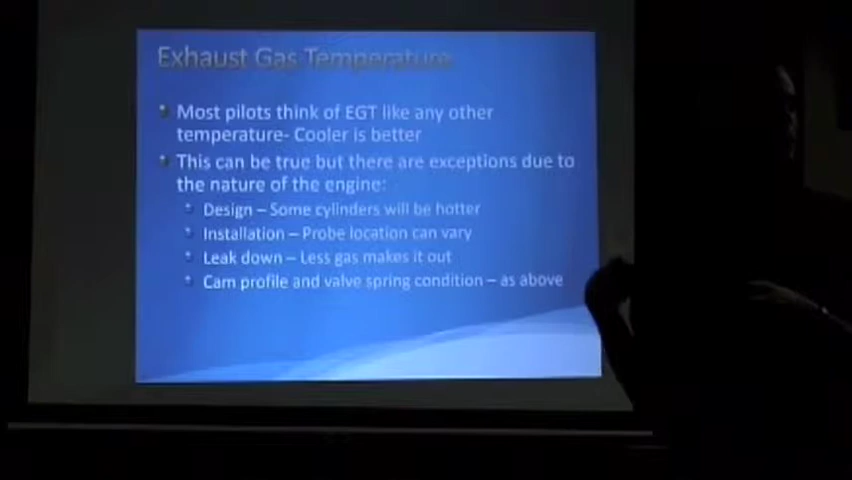 Exhaust Gas Temperature
Most pilots think of EGT like any other
temperature- Cooler is better
This can be true but there are exceptions due to
the nature of the engine:
Design – Some cylinders will be hotter
Installation – Probe location can vary
Leak down – Less gas makes it out
Cam profile and valve spring condition – as above